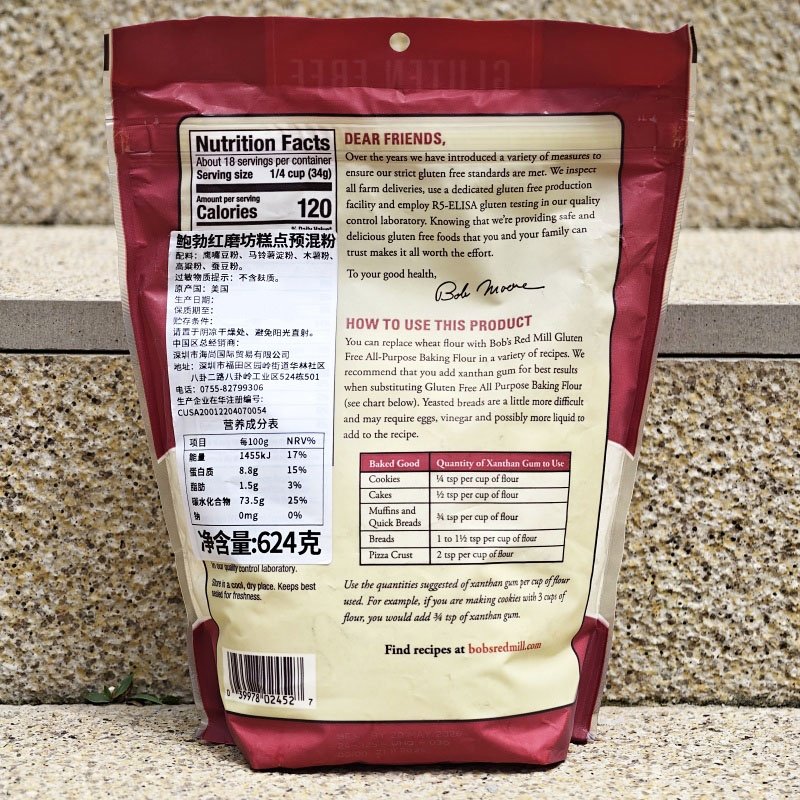 Nutrition Facts
About 18 servings per container
Serving size 1/4 cup (34g)
Amount per serving
Calories 120
% Daily Value*
鲍勃红磨坊糕点预混粉
配料：鹰嘴豆粉、马铃薯淀粉、木薯粉、
高粱粉、蚕豆粉。
过敏物质提示：不含麸质。
原产国：美国
生产日期：
保质期至：
贮存条件：
请置于阴凉干燥处、避免阳光直射。
中国区总经销商：
深圳市海尚国际贸易有限公司
地址：深圳市福田区园岭街道华林社区
八卦二路八卦岭工业区524栋501
电话：0755-82799306
生产企业在华注册编号：
CUSA20012204070054
营养成分表
项目 每100g NRV%
能量 1455kJ 17%
蛋白质 8.8g 15%
脂肪 1.5g 3%
碳水化合物 73.5g 25%
钠 0mg 0%
净含量:624克
in our quality control laboratory.
Store in a cool, dry place. Keeps best
sealed for freshness.
0 39978 02452 7
DEAR FRIENDS,
Over the years we have introduced a variety of measures to
ensure our strict gluten free standards are met. We inspect
all farm deliveries, use a dedicated gluten free production
facility and employ R5-ELISA gluten testing in our quality
control laboratory. Knowing that we're providing safe and
delicious gluten free foods that you and your family can
trust makes it all worth the effort.
To your good health,
Bob Moore
HOW TO USE THIS PRODUCT
You can replace wheat flour with Bob's Red Mill Gluten
Free All-Purpose Baking Flour in a variety of recipes. We
recommend that you add xanthan gum for best results
when substituting Gluten Free All Purpose Baking Flour
(see chart below). Yeasted breads are a little more difficult
and may require eggs, vinegar and possibly more liquid to
add to the recipe.
Baked Good Quantity of Xanthan Gum to Use
Cookies ¼ tsp per cup of flour
Cakes ½ tsp per cup of flour
Muffins and
Quick Breads ¾ tsp per cup of flour
Breads 1 to 1½ tsp per cup of flour
Pizza Crust 2 tsp per cup of flour
Use the quantities suggested of xanthan gum per cup of flour
used. For example, if you are making cookies with 3 cups of
flour, you would add ¾ tsp of xanthan gum.
Find recipes at bobsredmill.com